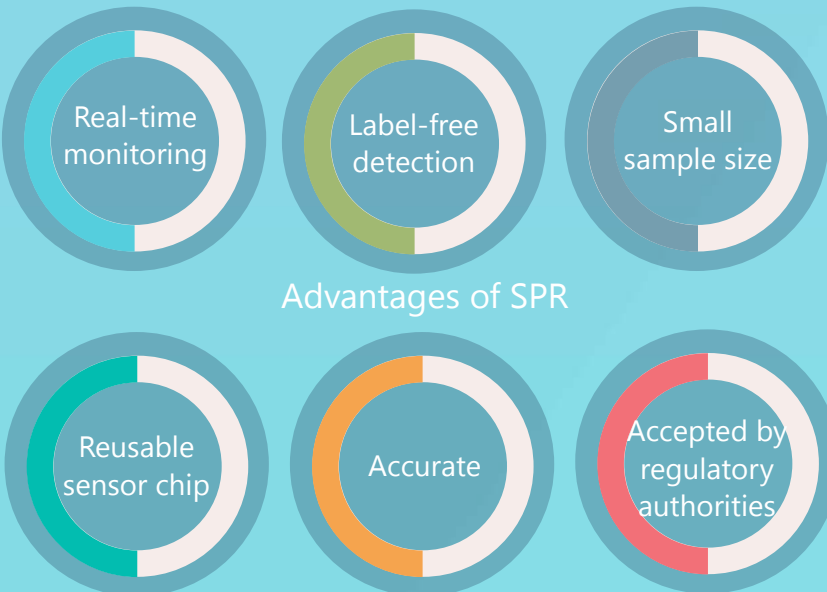 Real-time
monitoring
Label-free
detection
Small
sample size
Advantages of SPR
Reusable
sensor chip
Accurate
Accepted by
regulatory
authorities